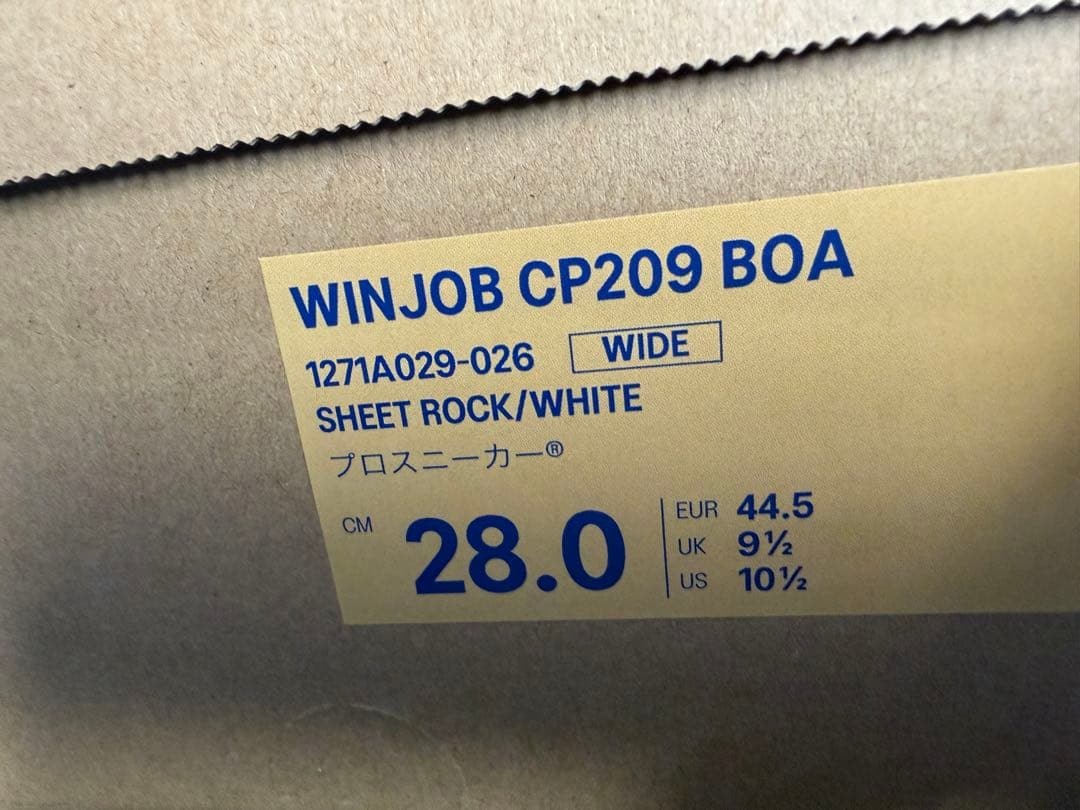 WINJOB CP209 BOA
1271A029-026 WIDE
SHEET ROCK/WHITE
プロスニーカー®
CM 28.0
EUR 44.5
UK 9½
US 10½